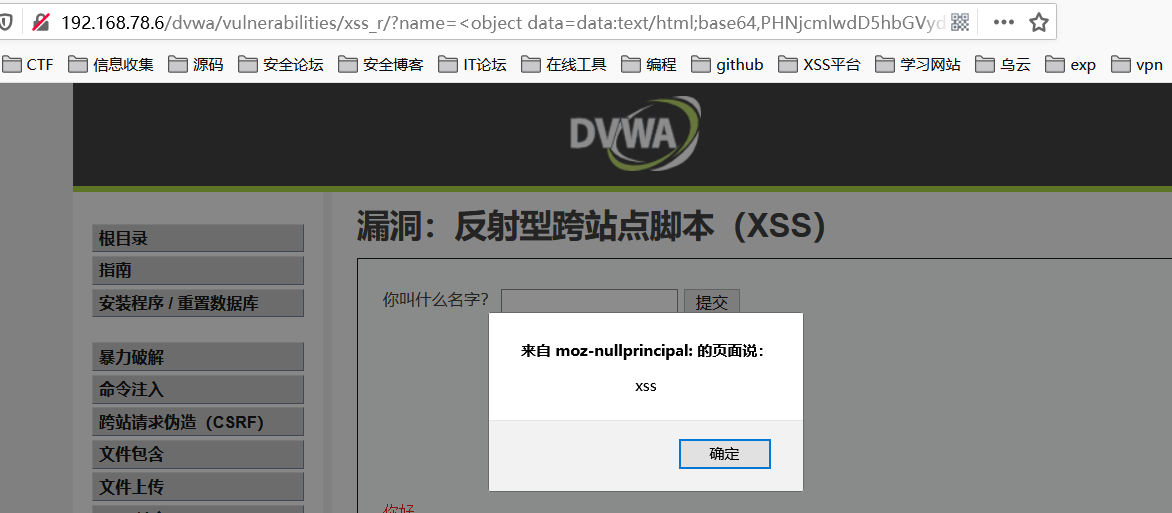 192.168.78.6/dvwa/vulnerabilities/xss_r/?name=<object data=data:text/html;base64,PHNjcmlwdD5hbGVyd
CTF 信息收集 源码 安全论坛 安全博客 IT论坛 在线工具 编程 github XSS平台 学习网站 乌云 exp vpn
DVWA
漏洞：反射型跨站点脚本（XSS）
根目录
指南
安装程序 / 重置数据库
暴力破解
命令注入
跨站请求伪造（CSRF）
文件包含
文件上传
你叫什么名字？ 提交
来自 moz-nullprincipal: 的页面说：
xss
确定
你好